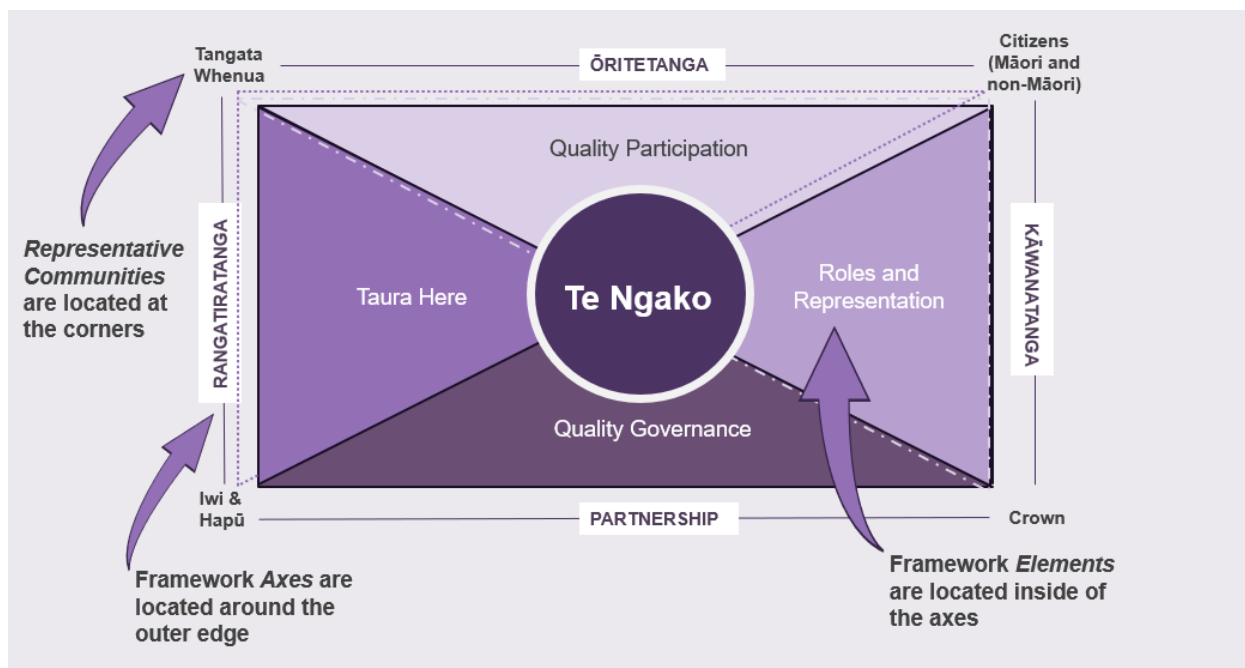 Tangata
Whenua
ŌRITETANGA
Citizens
(Māori and
non-Māori)
Quality Participation
Representative
Communities
are located at
the corners
RANGATIRATANGA
Taura Here
Te Ngako
Roles and
Representation
KĀWANATANGA
Quality Governance
Iwi &
Hapū
PARTNERSHIP
Crown
Framework Axes are
located around the
outer edge
Framework Elements
are located inside of
the axes